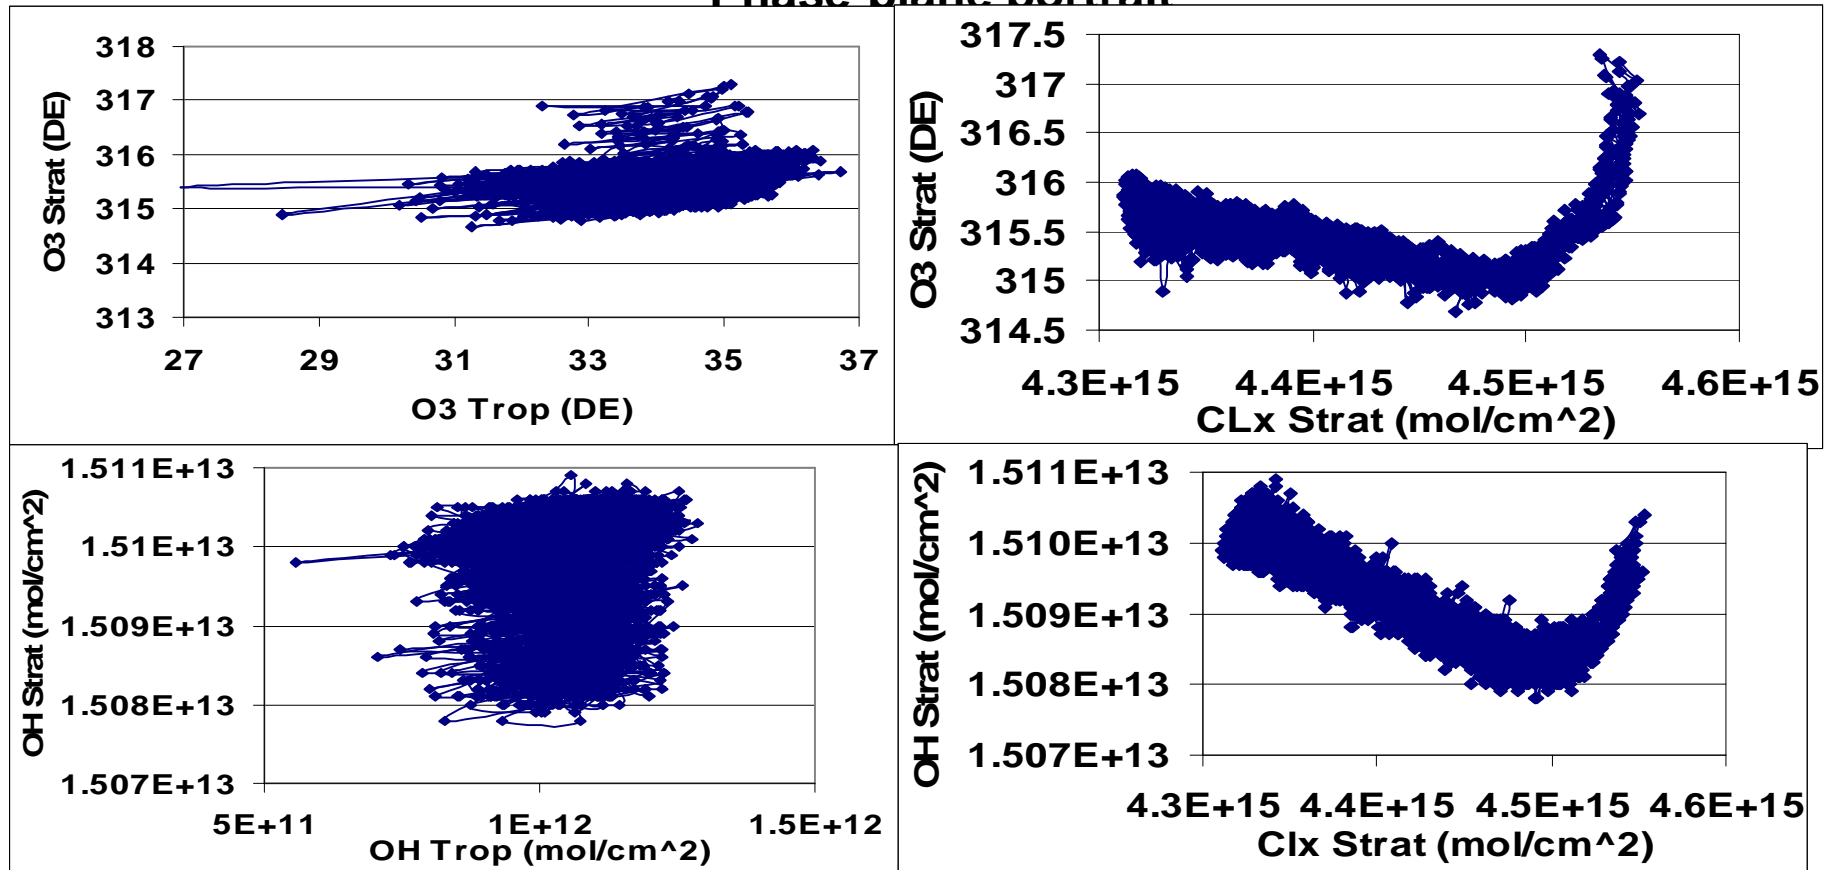 Phase-plane portrait
318
317
316
315
314
313
O3 Strat (DE)
27 29 31 33 35 37
O3 Trop (DE)
317.5
317
316.5
316
315.5
315
314.5
O3 Strat (DE)
4.3E+15 4.4E+15 4.5E+15 4.6E+15
CLx Strat (mol/cm^2)
1.511E+13
1.51E+13
1.509E+13
1.508E+13
1.507E+13
OH Strat (mol/cm^2)
5E+11 1E+12 1.5E+12
OH Trop (mol/cm^2)
1.511E+13
1.510E+13
1.509E+13
1.508E+13
1.507E+13
OH Strat (mol/cm^2)
4.3E+15 4.4E+15 4.5E+15 4.6E+15
Clx Strat (mol/cm^2)